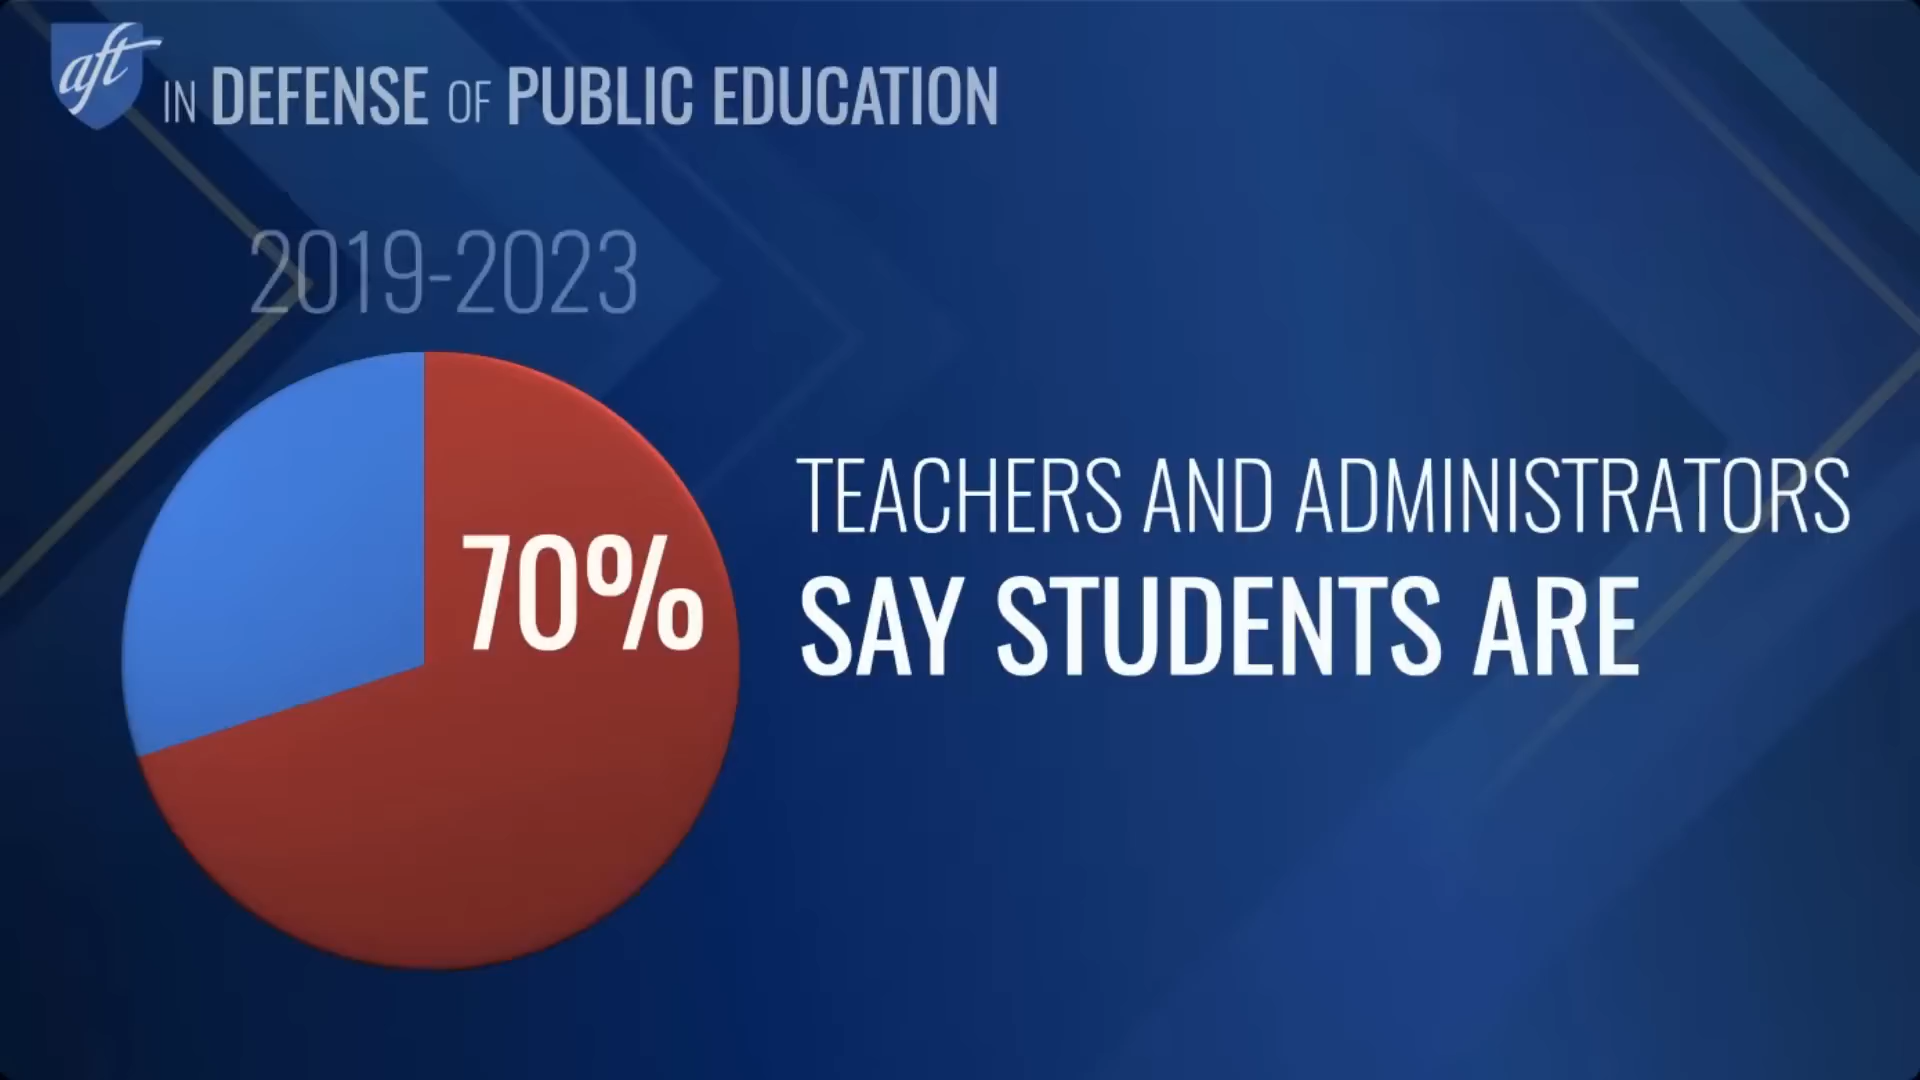 aft
IN DEFENSE OF PUBLIC EDUCATION
2019-2023
70%
TEACHERS AND ADMINISTRATORS
SAY STUDENTS ARE